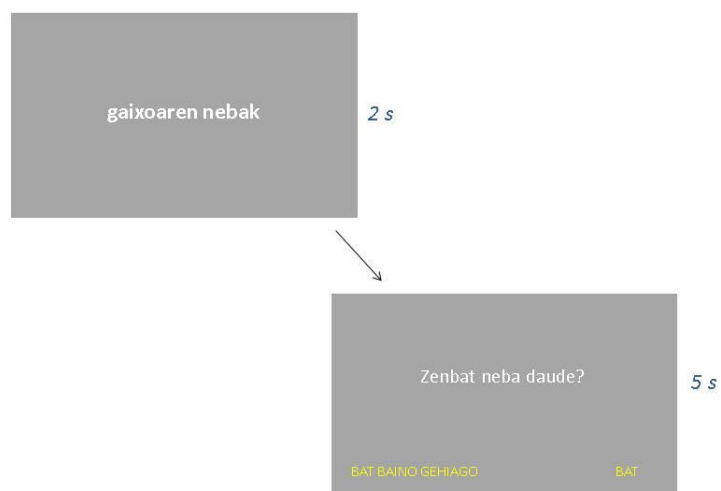 gaixoaren nebak
2 s
Zenbat neba daude?
5 s
BAT BAINO GEHIAGO BAT